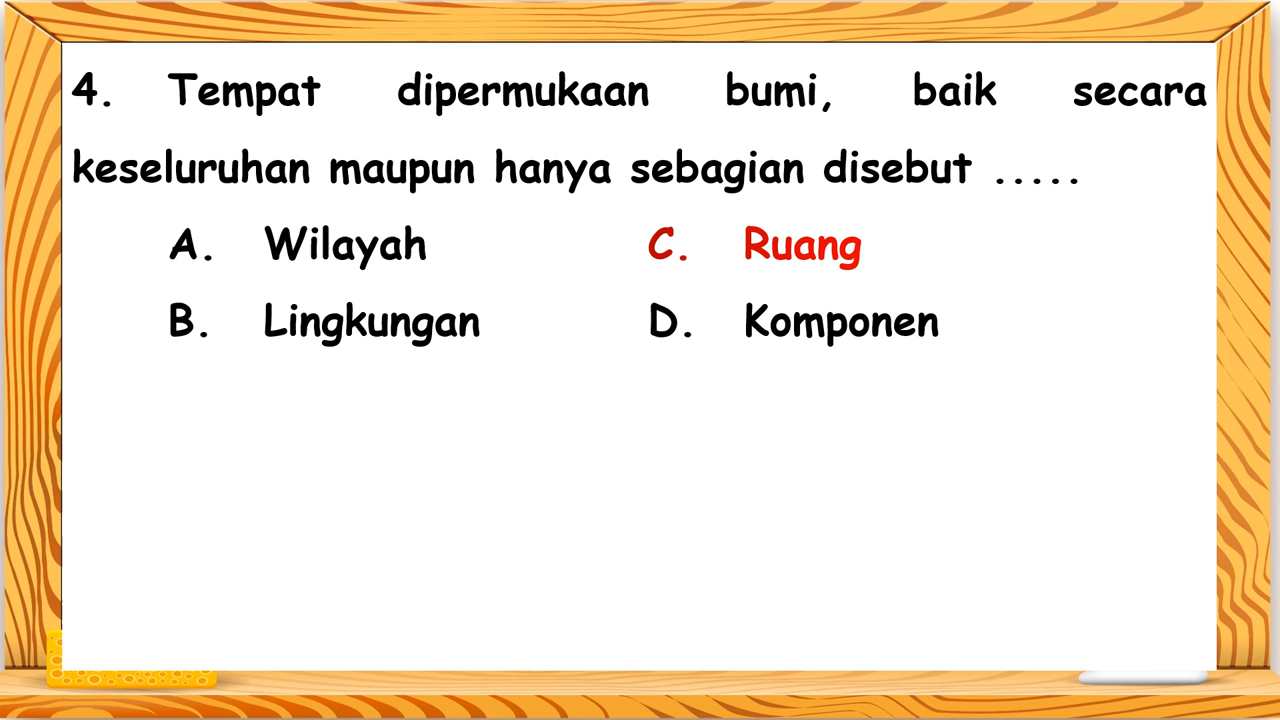 4. Tempat dipermukaan bumi, baik secara
keseluruhan maupun hanya sebagian disebut .....
A. Wilayah C. Ruang
B. Lingkungan D. Komponen